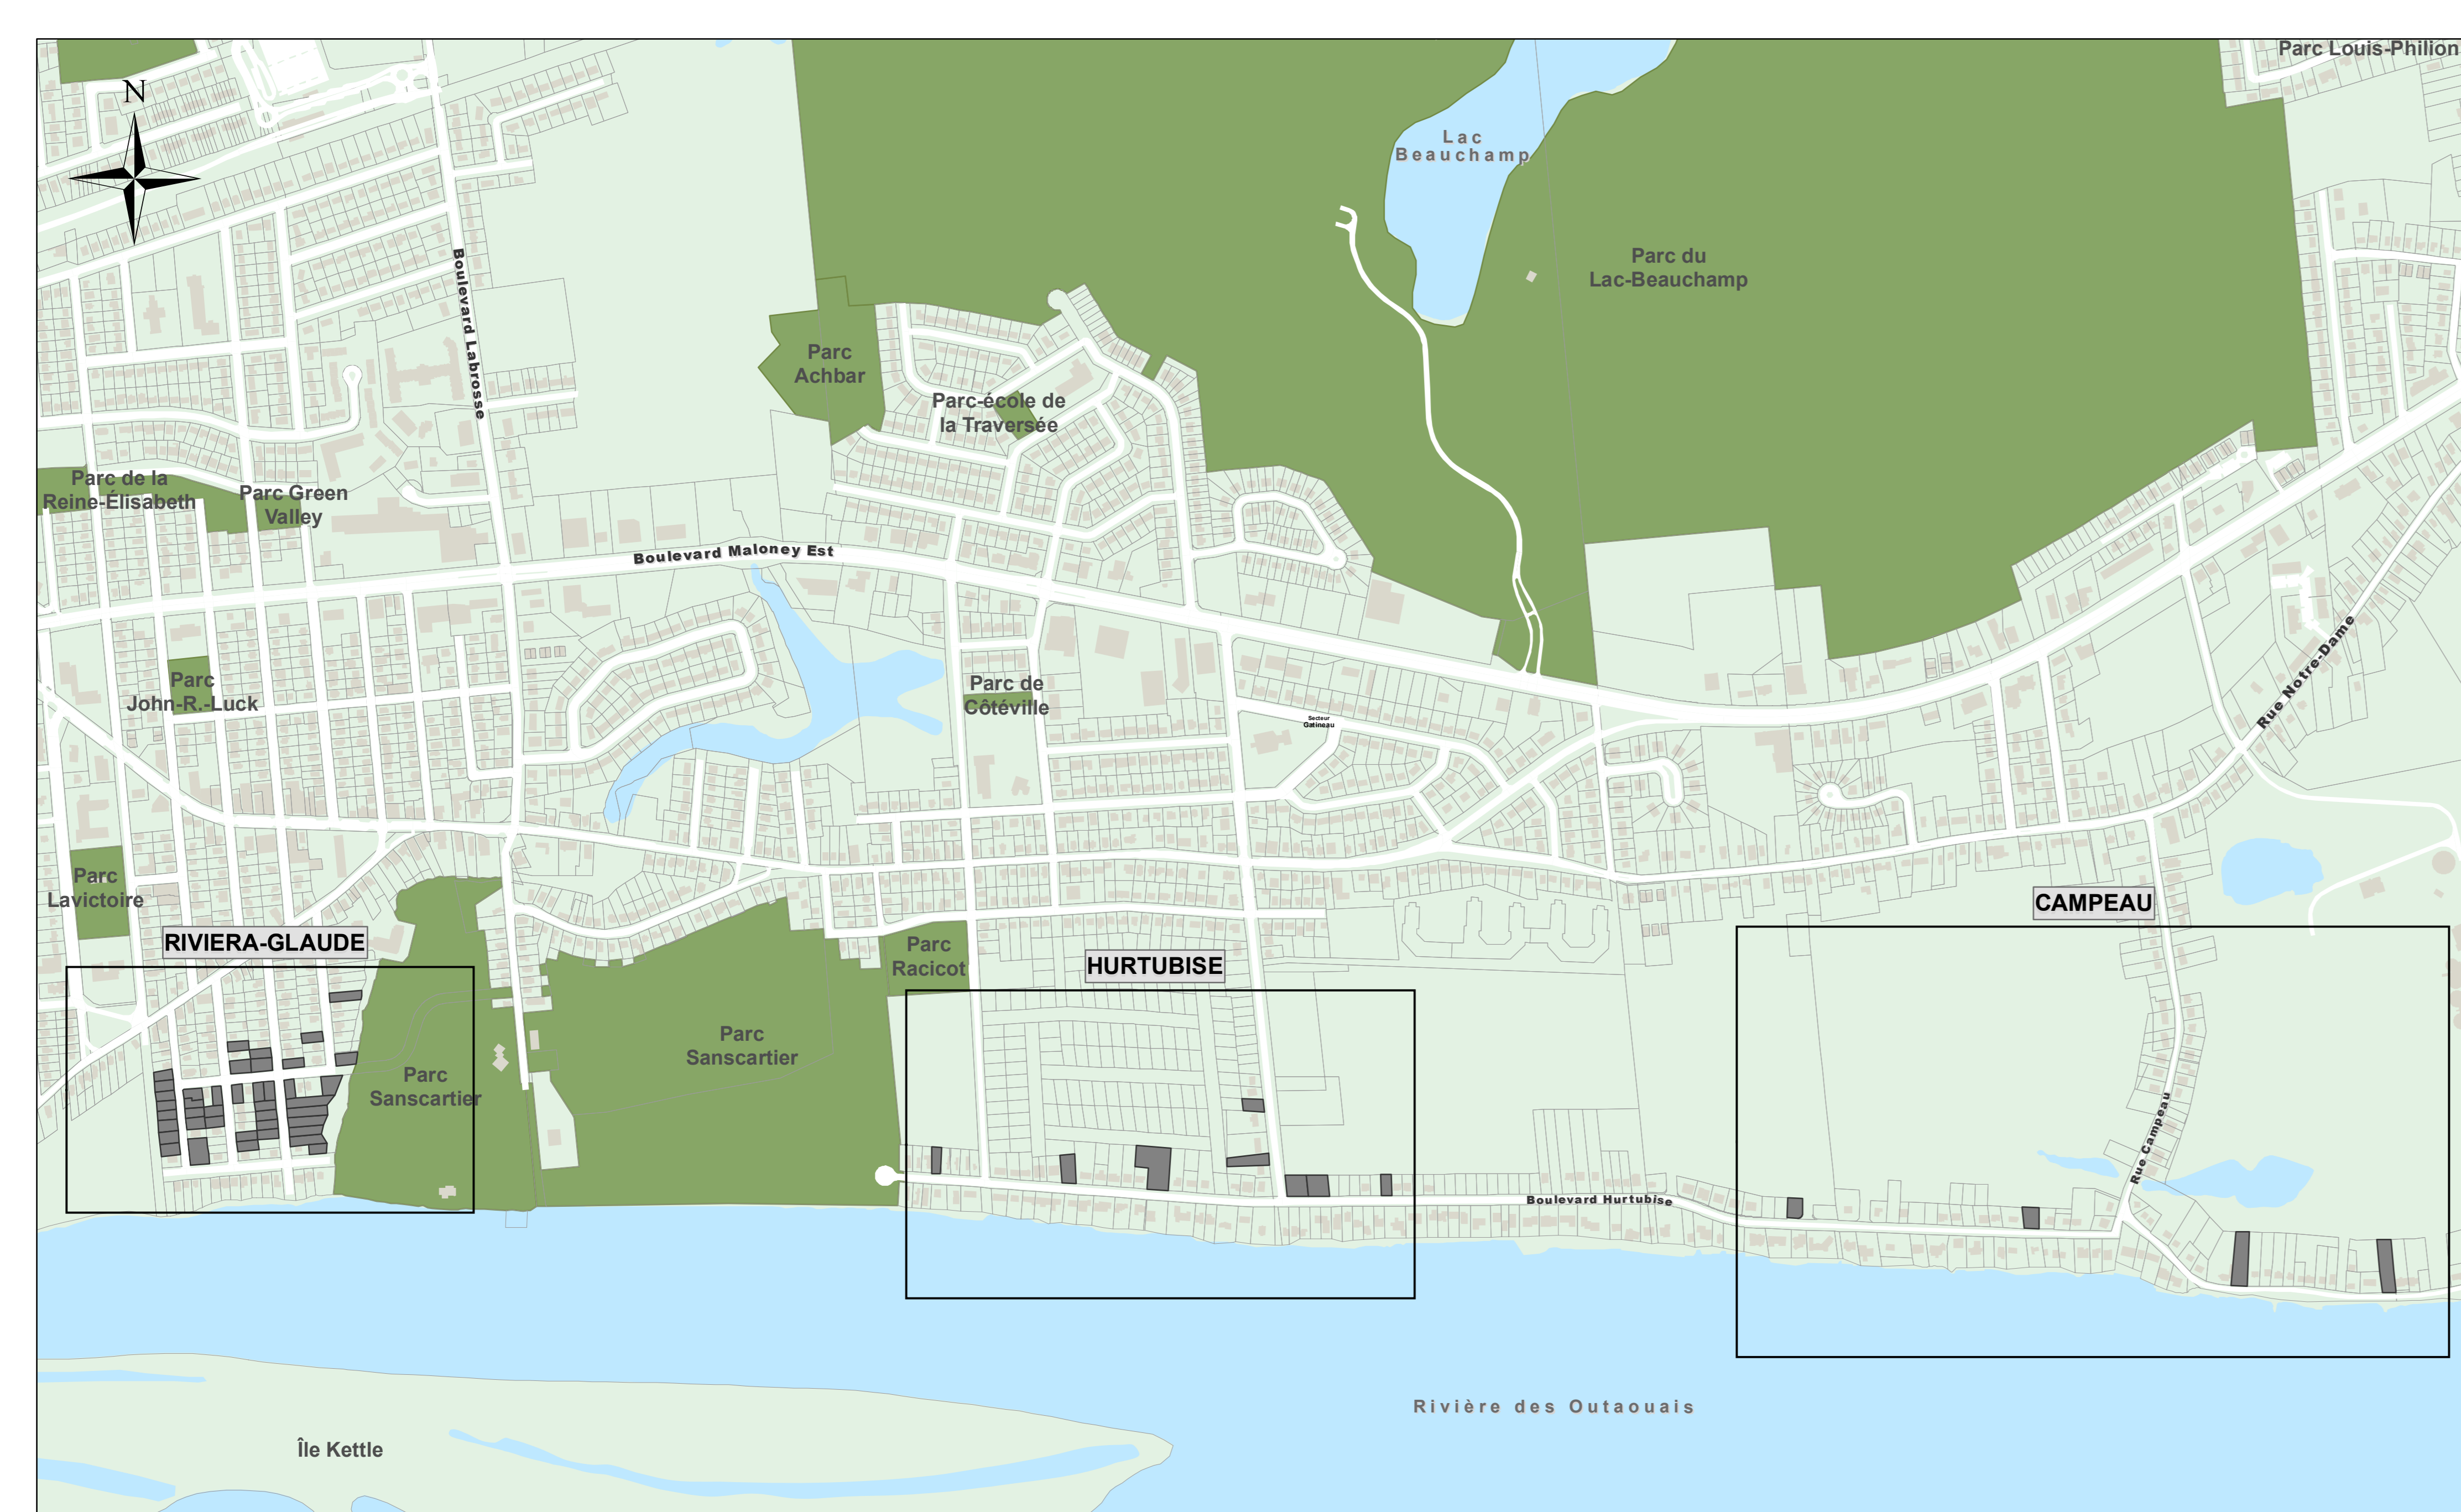 Parc Louis-Philion
N
Lac
Beauchamp
Parc du
Lac-Beauchamp
Boulevard Labrosse
Parc
Achbar
Parc-école de
la Traversée
Parc de la
Reine-Élisabeth
Parc Green
Valley
Boulevard Maloney Est
Rue Notre-Dame
Parc
John-R.-Luck
Parc de
Côtéville
Secteur
Gatineau
Parc
Lavictoire
CAMPEAU
RIVIERA-GLAUDE
Parc
Racicot
HURTUBISE
Parc
Sanscartier
Parc
Sanscartier
Rue Campeau
Boulevard Hurtubise
Rivière des Outaouais
Île Kettle